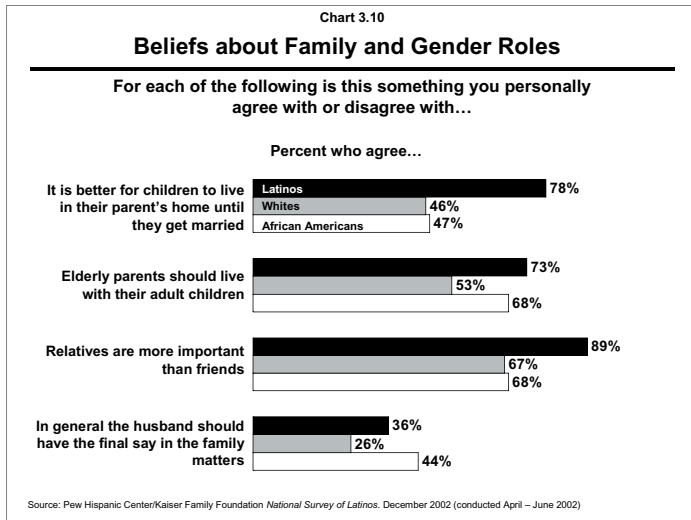 Chart 3.10
Beliefs about Family and Gender Roles
For each of the following is this something you personally
agree with or disagree with…
Percent who agree…
It is better for children to live
in their parent's home until
they get married
Latinos
78%
Whites
46%
African Americans
47%
Elderly parents should live
with their adult children
73%
53%
68%
Relatives are more important
than friends
89%
67%
68%
In general the husband should
have the final say in the family
matters
36%
26%
44%
Source: Pew Hispanic Center/Kaiser Family Foundation National Survey of Latinos. December 2002 (conducted April – June 2002)